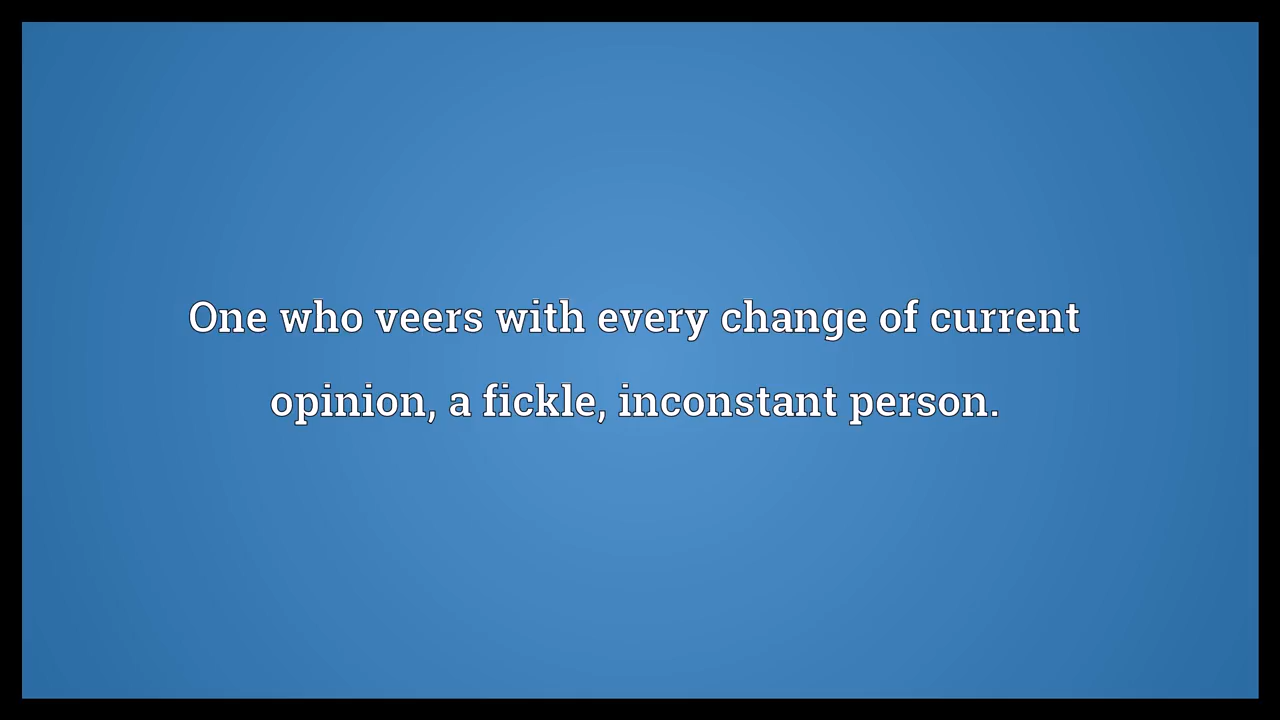 One who veers with every change of current
opinion, a fickle, inconstant person.